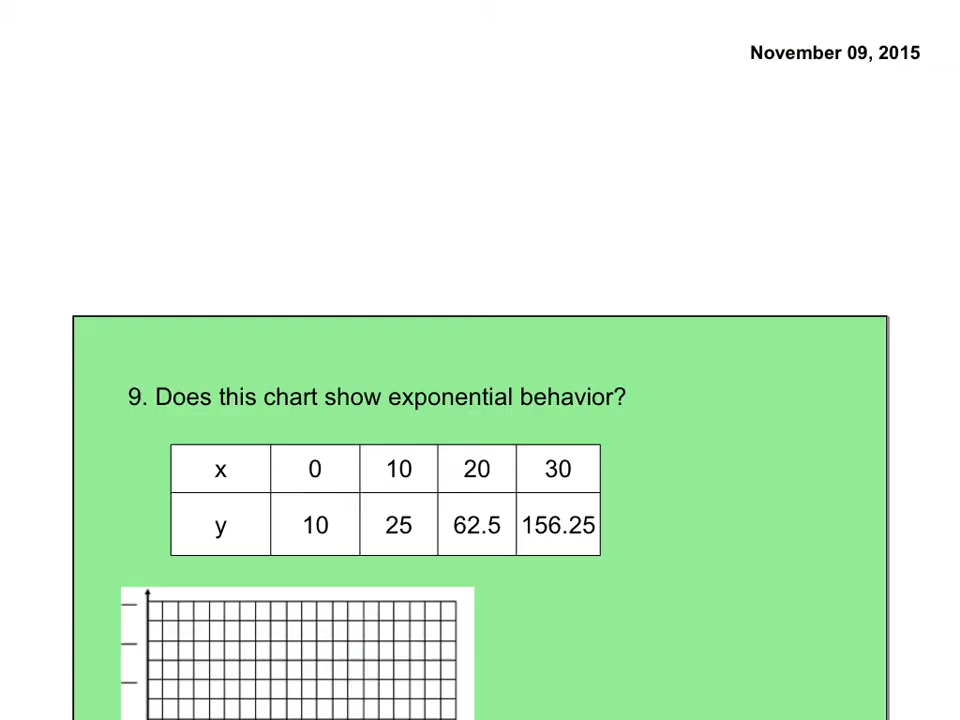 November 09, 2015
9. Does this chart show exponential behavior?
x 0 10 20 30
y 10 25 62.5 156.25